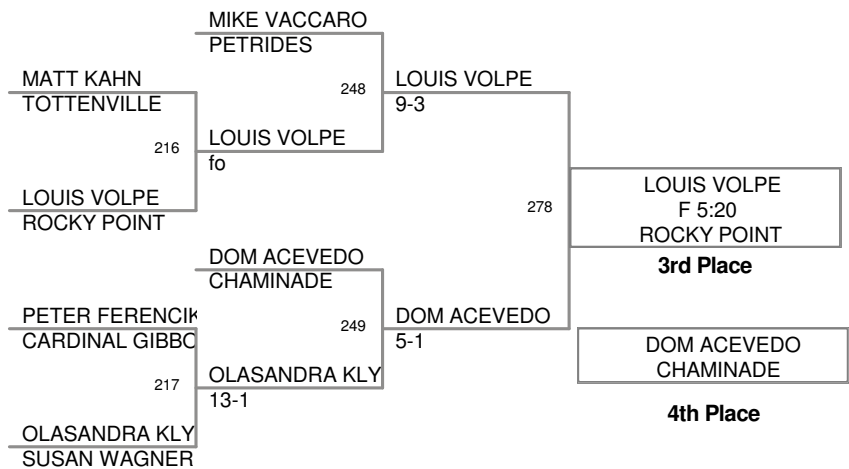 MIKE VACCARO
PETRIDES
MATT KAHN
TOTTENVILLE
248
LOUIS VOLPE
9-3
216
LOUIS VOLPE
fo
LOUIS VOLPE
ROCKY POINT
278
LOUIS VOLPE
F 5:20
ROCKY POINT
3rd Place
DOM ACEVEDO
CHAMINADE
PETER FERENCIK
CARDINAL GIBBO
249
DOM ACEVEDO
5-1
217
OLASANDRA KLY
13-1
DOM ACEVEDO
CHAMINADE
4th Place
OLASANDRA KLY
SUSAN WAGNER